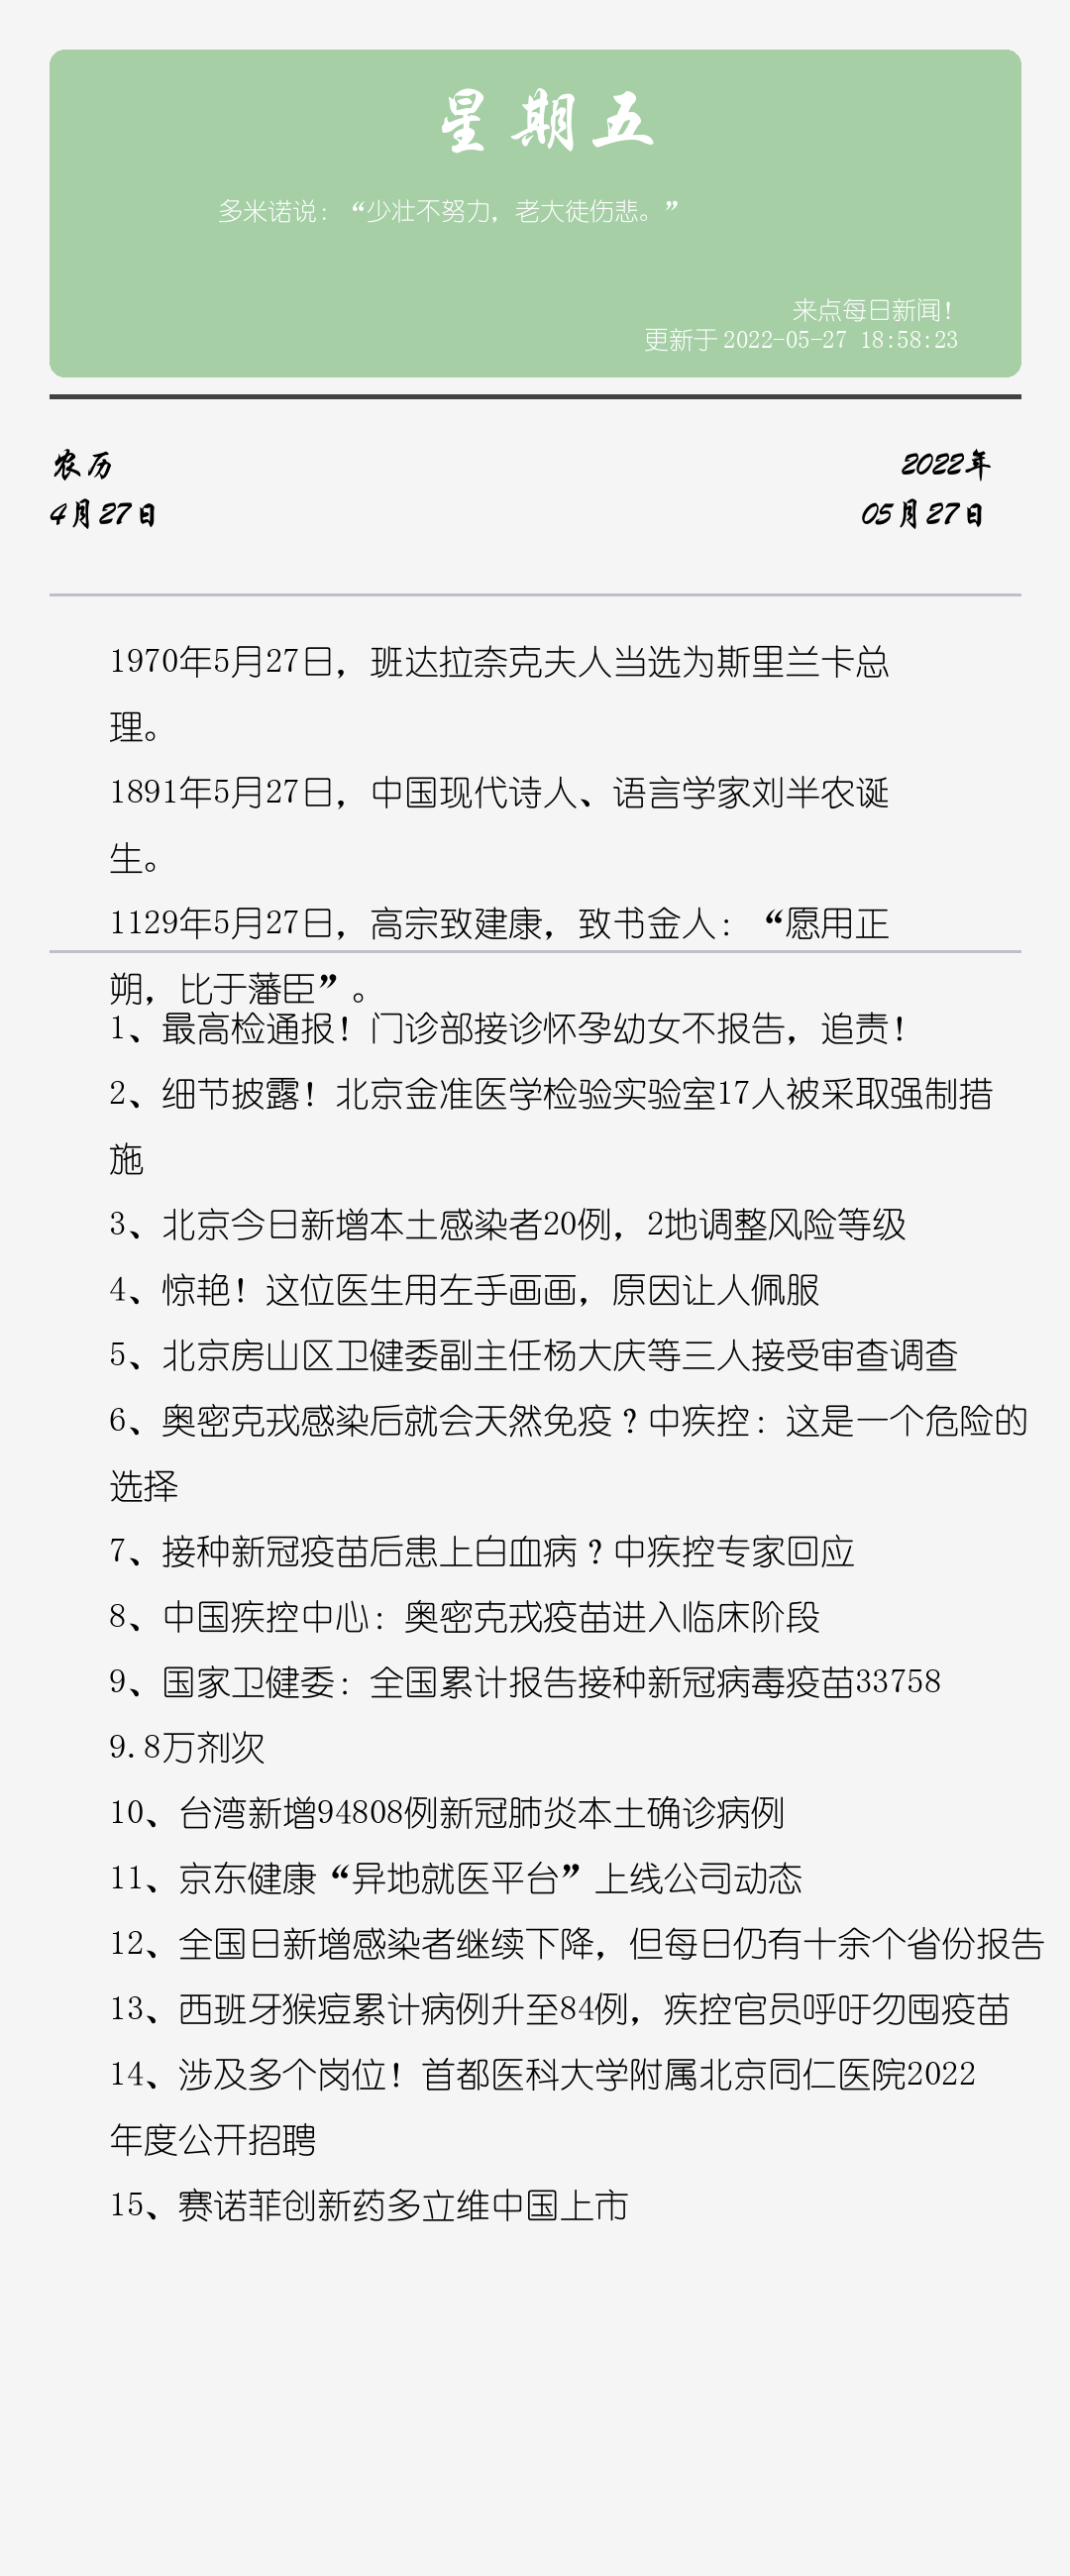 星期五
多米诺说：“少壮不努力，老大徒伤悲。”
来点每日新闻！
更新于 2022-05-27 18:58:23
农历
2022年
4月27日
05月27日
1970年5月27日，班达拉奈克夫人当选为斯里兰卡总
理。
1891年5月27日，中国现代诗人、语言学家刘半农诞
生。
1129年5月27日，高宗致建康，致书金人：“愿用正
朔，比于藩臣”。
1、最高检通报！门诊部接诊怀孕幼女不报告，追责！
2、细节披露！北京金准医学检验实验室17人被采取强制措
施
3、北京今日新增本土感染者20例，2地调整风险等级
4、惊艳！这位医生用左手画画，原因让人佩服
5、北京房山区卫健委副主任杨大庆等三人接受审查调查
6、奥密克戎感染后就会天然免疫？中疾控：这是一个危险的
选择
7、接种新冠疫苗后患上白血病？中疾控专家回应
8、中国疾控中心：奥密克戎疫苗进入临床阶段
9、国家卫健委：全国累计报告接种新冠病毒疫苗33758
9.8万剂次
10、台湾新增94808例新冠肺炎本土确诊病例
11、京东健康“异地就医平台”上线公司动态
12、全国日新增感染者继续下降，但每日仍有十余个省份报告
13、西班牙猴痘累计病例升至84例，疾控官员呼吁勿囤疫苗
14、涉及多个岗位！首都医科大学附属北京同仁医院2022
年度公开招聘
15、赛诺菲创新药多立维中国上市